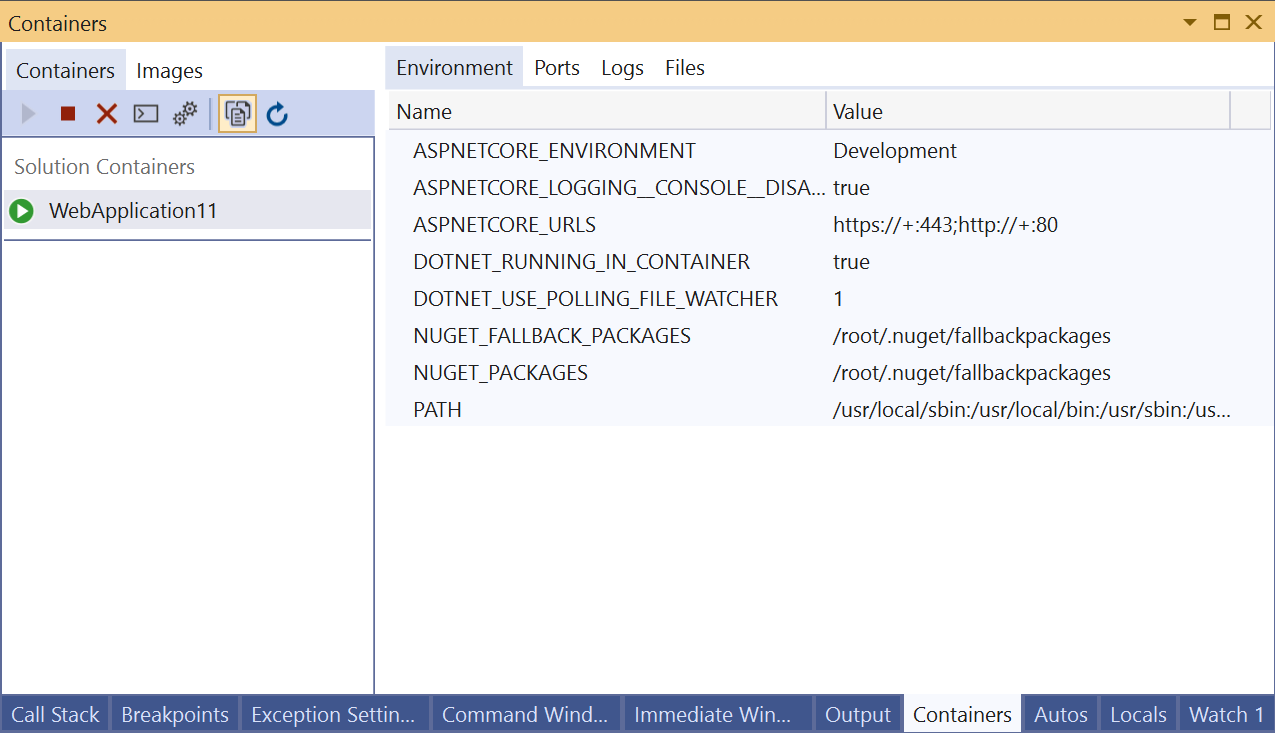 Containers
Containers Images
Solution Containers
WebApplication11
Environment Ports Logs Files
Name Value
ASPNETCORE_ENVIRONMENT Development
ASPNETCORE_LOGGING__CONSOLE__DISA... true
ASPNETCORE_URLS https://+:443;http://+:80
DOTNET_RUNNING_IN_CONTAINER true
DOTNET_USE_POLLING_FILE_WATCHER 1
NUGET_FALLBACK_PACKAGES /root/.nuget/fallbackpackages
NUGET_PACKAGES /root/.nuget/fallbackpackages
PATH /usr/local/sbin:/usr/local/bin:/usr/sbin:/us...
Call Stack Breakpoints Exception Settin... Command Wind... Immediate Win... Output Containers Autos Locals Watch 1